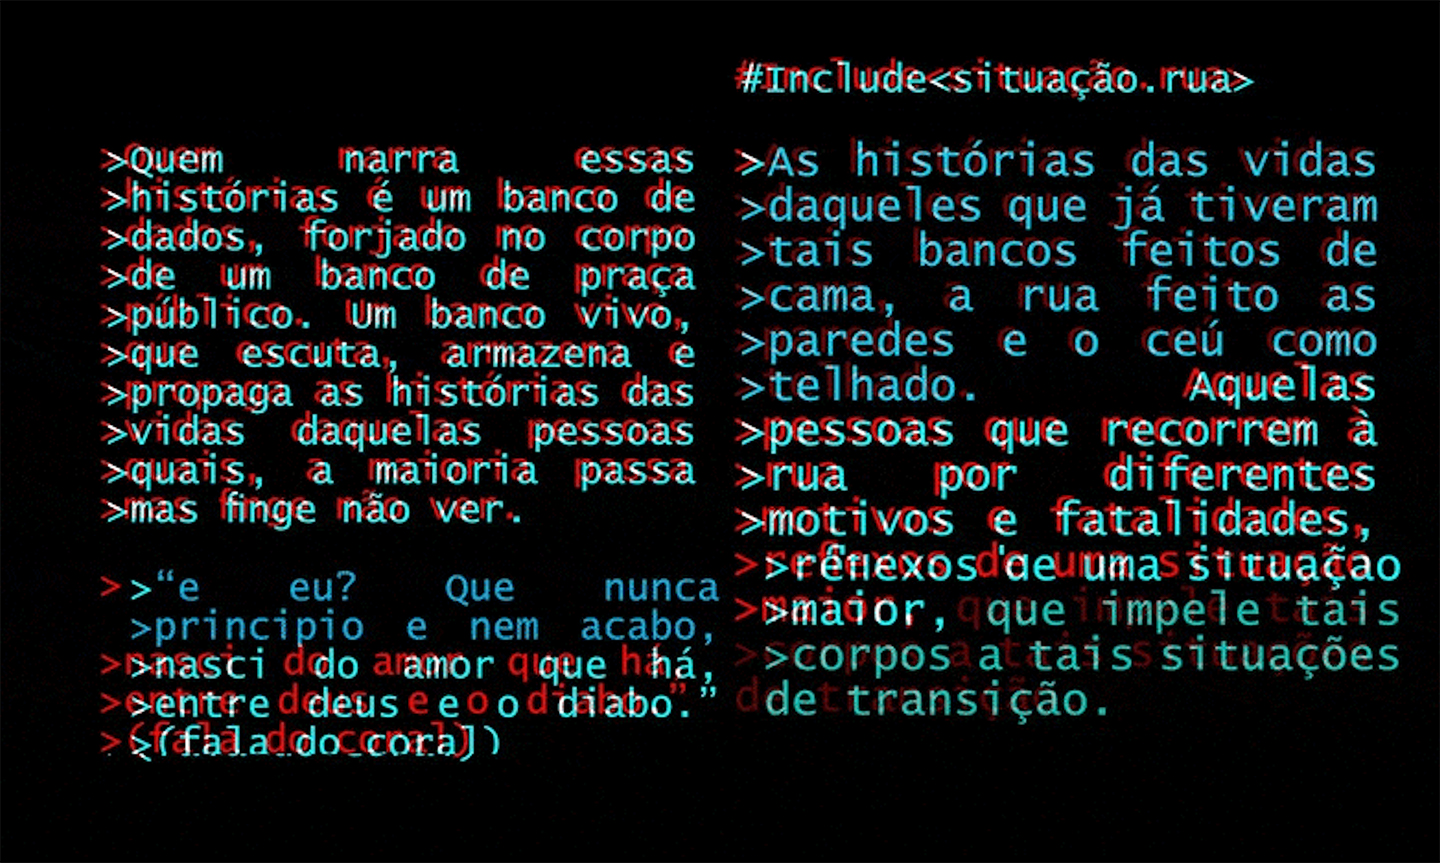 >Quem narra essas
>histórias é um banco de
>dados, forjado no corpo
>de um banco de praça
>público. Um banco vivo,
>que escuta, armazena e
>propaga as histórias das
>vidas daquelas pessoas
>quais, a maioria passa
>mas finge não ver.
>“e eu? Que nunca
>principio e nem acabo,
>nasci do amor que há,
>entre deus e o diabo.”
>(fala do coral)
#Include<situação.rua>
>As histórias das vidas
>daqueles que já tiveram
>tais bancos feitos de
>cama, a rua feito as
>paredes e o ceú como
>telhado. Aquelas
>pessoas que recorrem à
>rua por diferentes
>motivos e fatalidades,
>reflexos de uma situação
>maior, que impele tais
>corpos a tais situações
de transição.